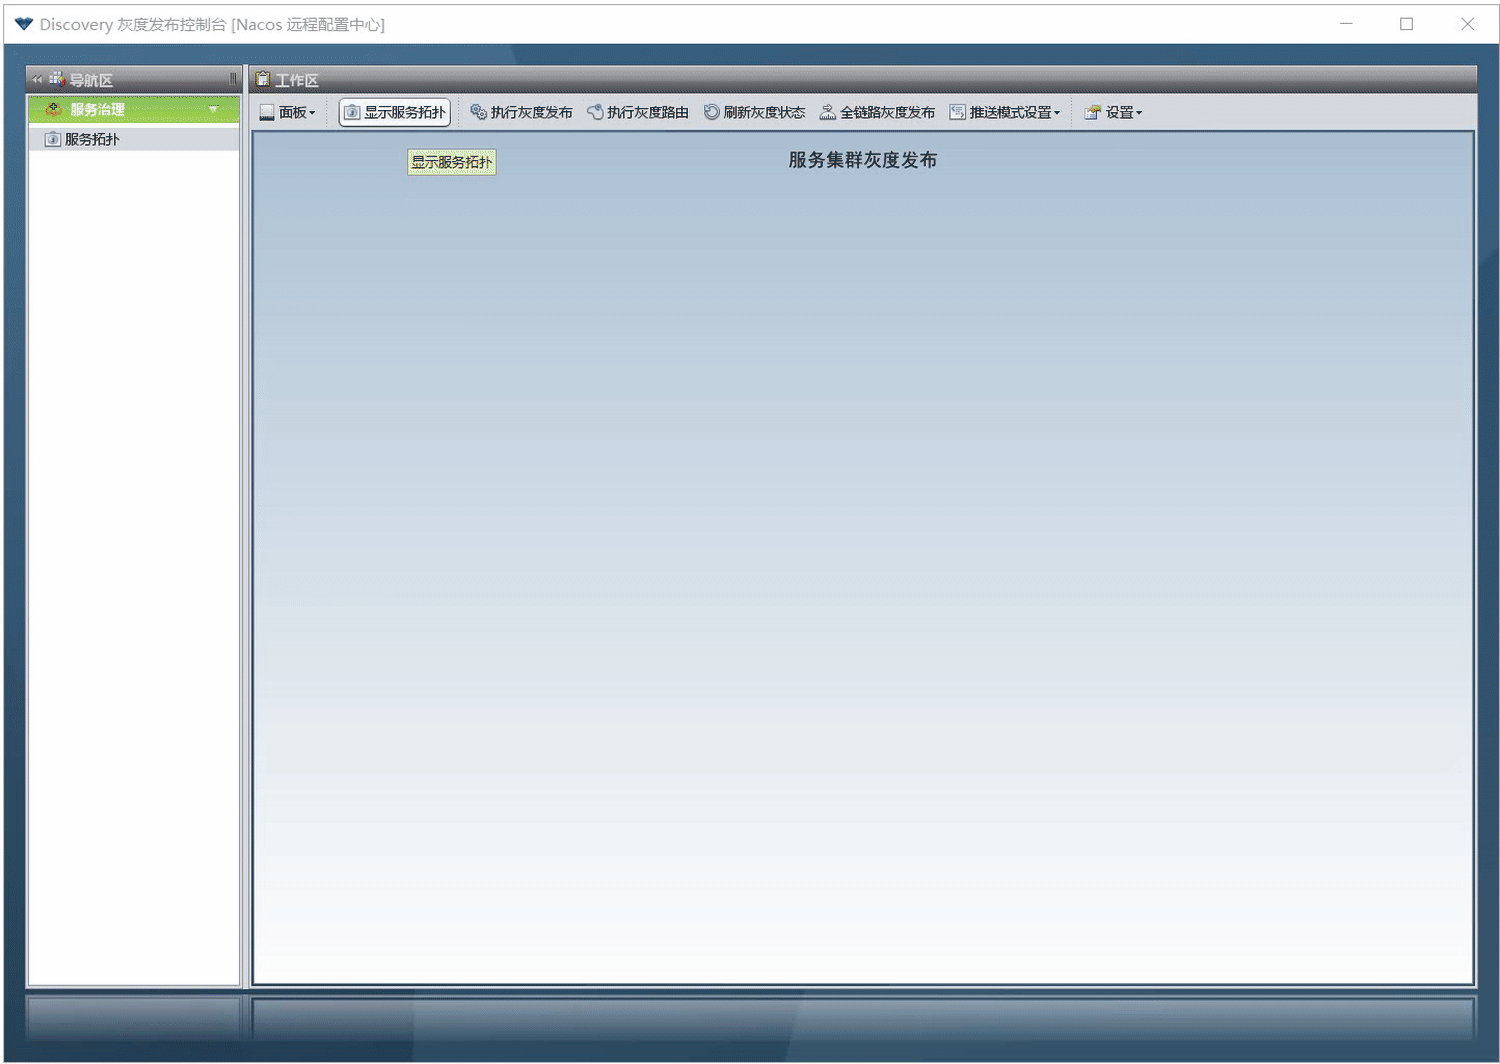 Discovery 灰度发布控制台 [Nacos 远程配置中心]
导航区
工作区
服务治理
服务拓扑
面板 显示服务拓扑 执行灰度发布 执行灰度路由 刷新灰度状态 全链路灰度发布 推送模式设置 设置
显示服务拓扑
服务集群灰度发布